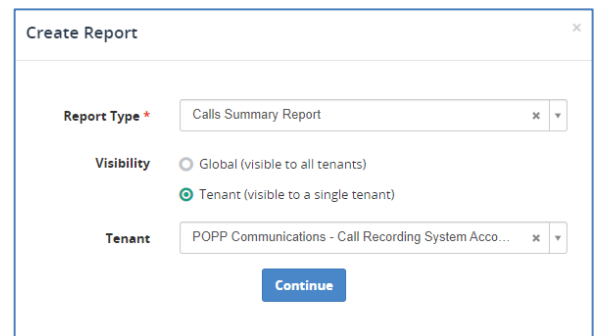 Create Report
×
Report Type * Calls Summary Report ×
Visibility Global (visible to all tenants)
Tenant (visible to a single tenant)
Tenant POPP Communications - Call Recording System Acco... ×
Continue